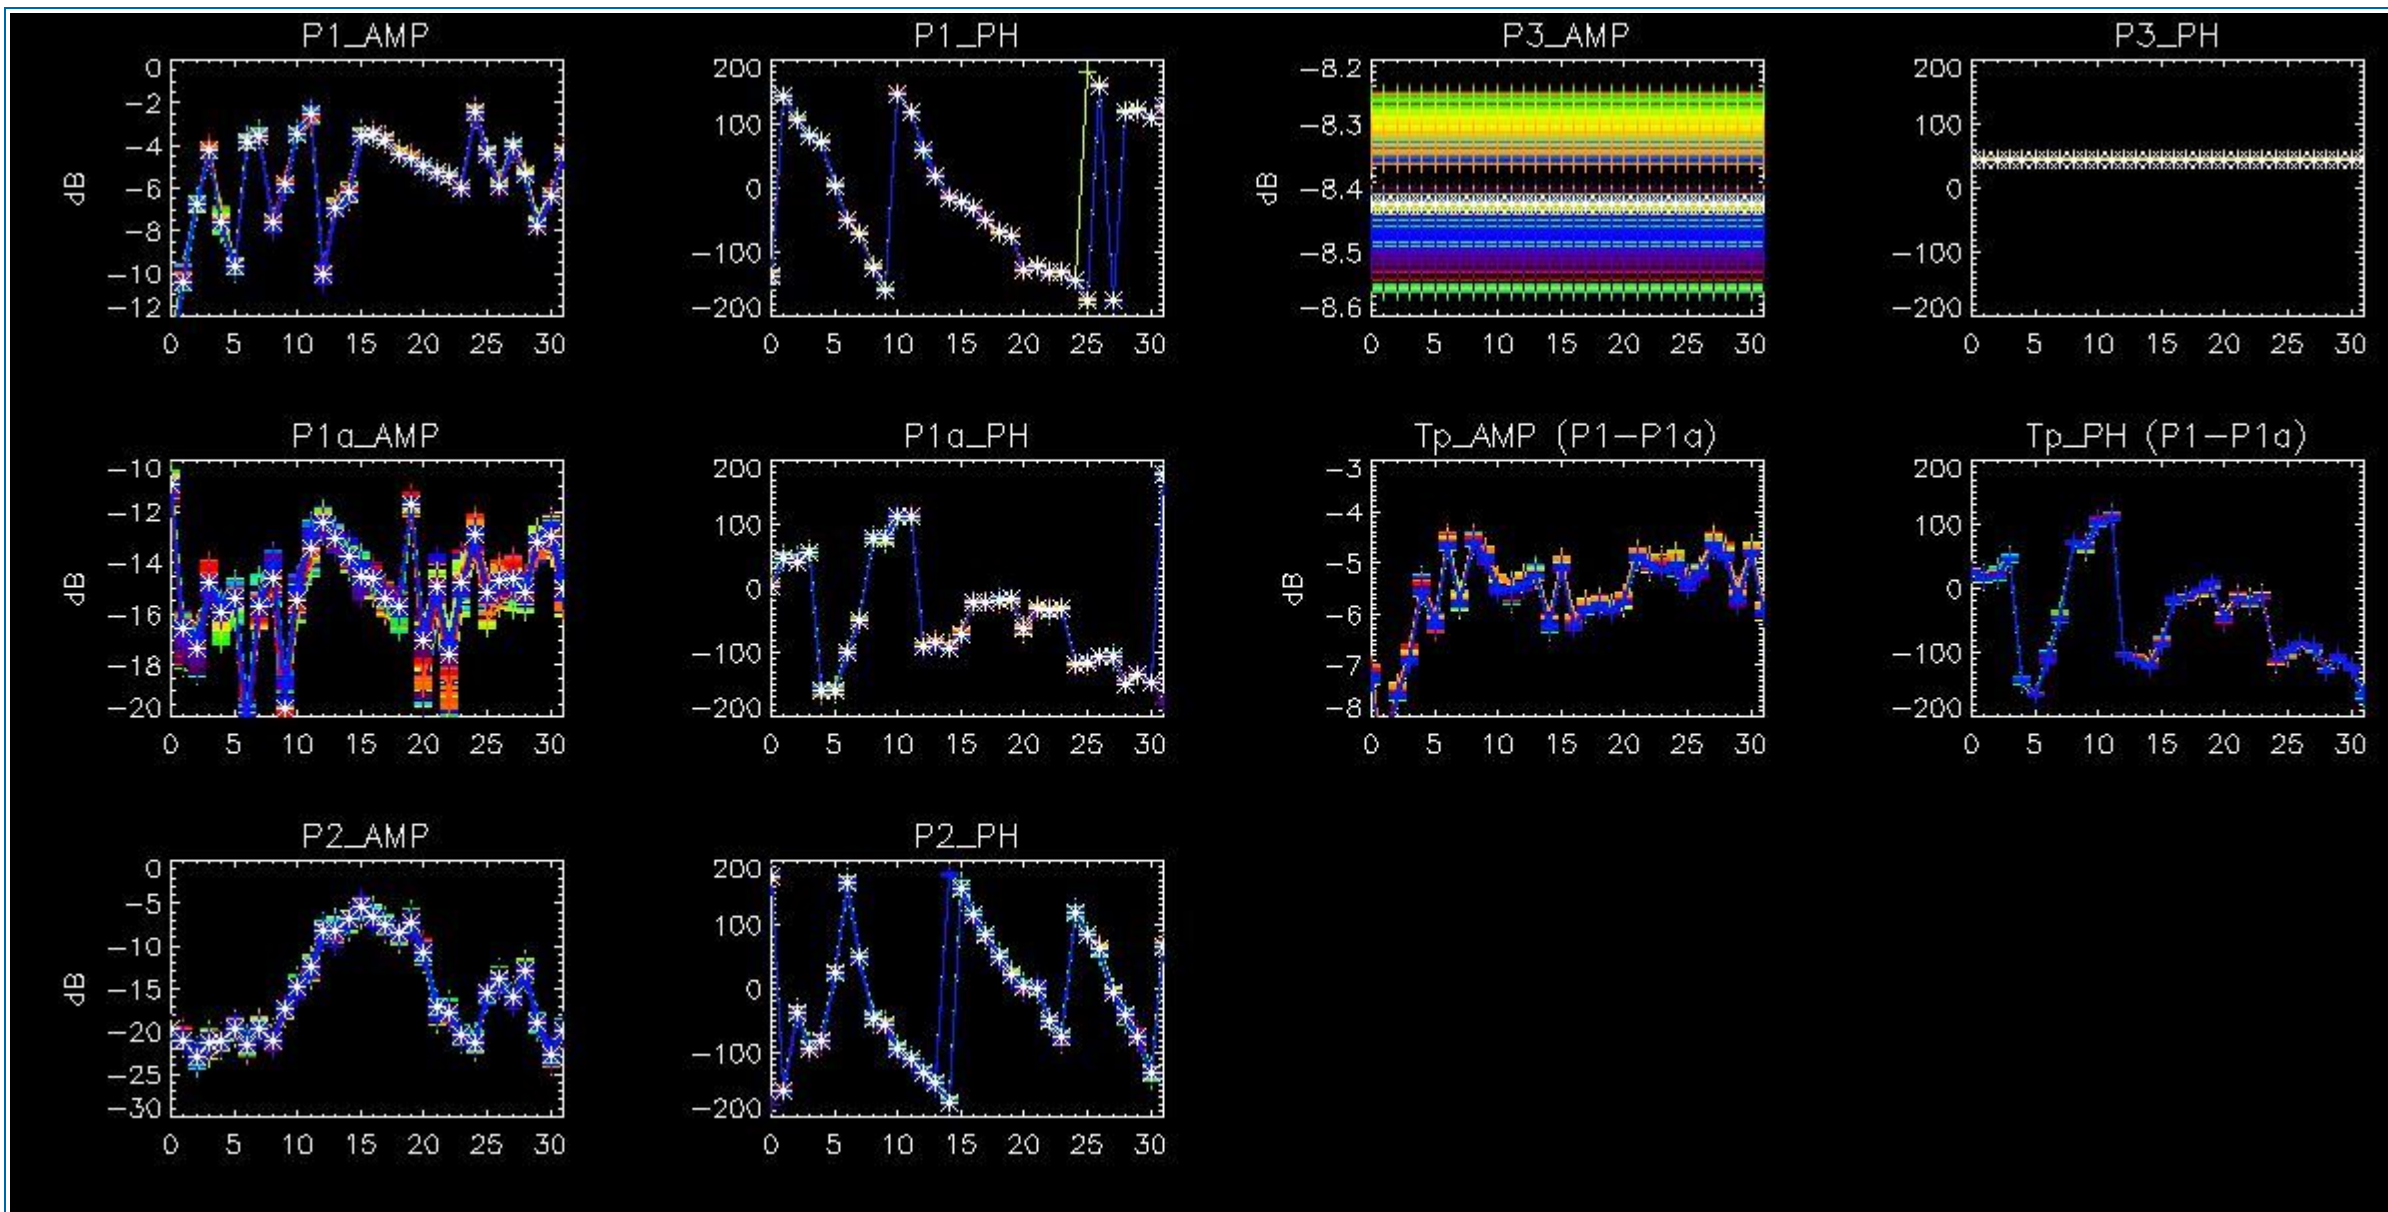 P1_AMP
0
−2
−4
−6
−8
−10
−12
dB
0 5 10 15 20 25 30
P1_PH
200
100
0
−100
−200
0 5 10 15 20 25 30
P3_AMP
−8.2
−8.3
−8.4
−8.5
−8.6
dB
0 5 10 15 20 25 30
P3_PH
200
100
0
−100
−200
0 5 10 15 20 25 30
P1a_AMP
−10
−12
−14
−16
−18
−20
dB
0 5 10 15 20 25 30
P1a_PH
200
100
0
−100
−200
0 5 10 15 20 25 30
Tp_AMP (P1−P1a)
−3
−4
−5
−6
−7
−8
dB
0 5 10 15 20 25 30
Tp_PH (P1−P1a)
200
100
0
−100
−200
0 5 10 15 20 25 30
P2_AMP
0
−5
−10
−15
−20
−25
−30
dB
0 5 10 15 20 25 30
P2_PH
200
100
0
−100
−200
0 5 10 15 20 25 30